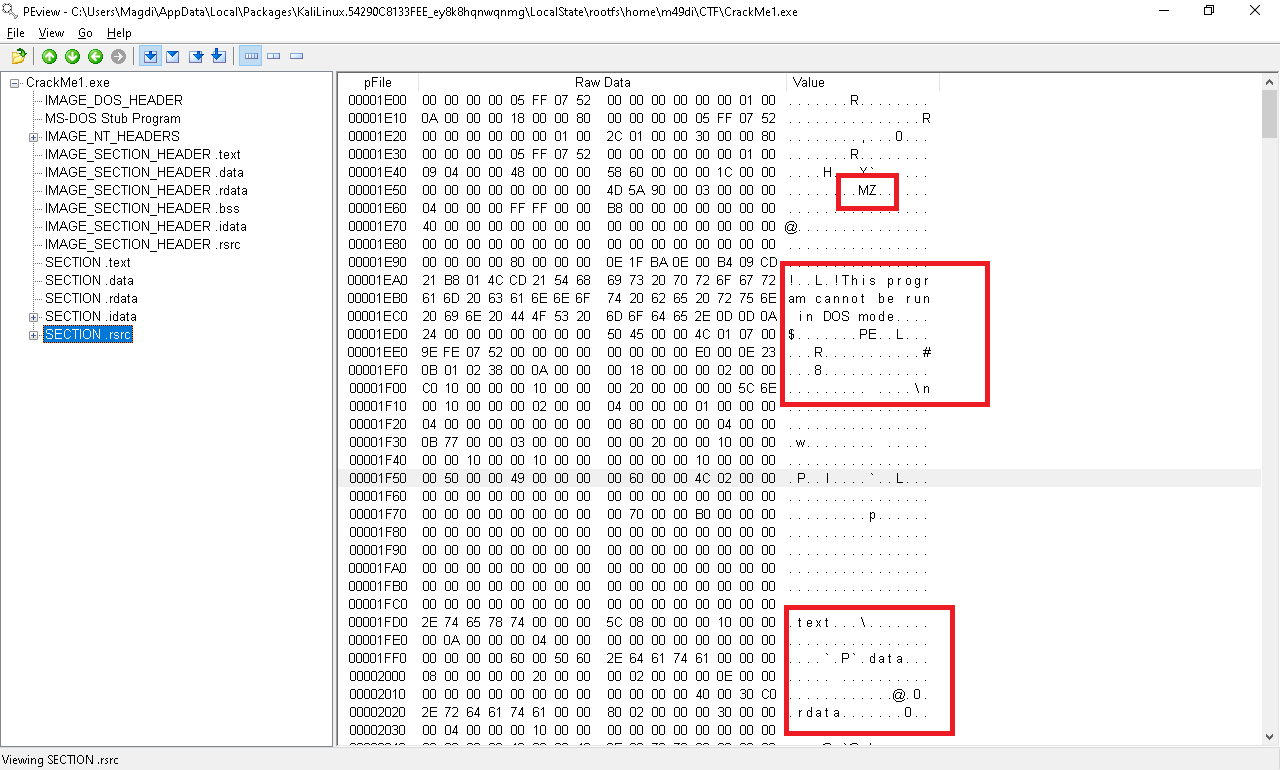 PEview - C:\Users\Magdi\AppData\Local\Packages\KaliLinux.54290C8133FEE_ey8k8hqnwqnmg\LocalState\rootfs\home\m49di\CTF\CrackMe1.exe
File View Go Help
CrackMe1.exe
IMAGE_DOS_HEADER
MS-DOS Stub Program
IMAGE_NT_HEADERS
IMAGE_SECTION_HEADER .text
IMAGE_SECTION_HEADER .data
IMAGE_SECTION_HEADER .rdata
IMAGE_SECTION_HEADER .bss
IMAGE_SECTION_HEADER .idata
IMAGE_SECTION_HEADER .rsrc
SECTION .text
SECTION .data
SECTION .rdata
SECTION .idata
SECTION .rsrc
pFile Raw Data Value
00001E00 00 00 00 00 05 FF 07 52 00 00 00 00 00 00 01 00 .......R........
00001E10 0A 00 00 00 18 00 00 80 00 00 00 00 05 FF 07 52 ...............R
00001E20 00 00 00 00 00 00 01 00 2C 01 00 00 30 00 00 80 ........,...0...
00001E30 00 00 00 00 05 FF 07 52 00 00 00 00 00 00 01 00 .......R........
00001E40 09 04 00 00 48 00 00 00 58 60 00 00 00 1C 00 00 ....H...X`......
00001E50 00 00 00 00 00 00 00 00 4D 5A 90 00 03 00 00 00 ........MZ......
00001E60 04 00 00 00 FF FF 00 00 B8 00 00 00 00 00 00 00 ................
00001E70 40 00 00 00 00 00 00 00 00 00 00 00 00 00 00 00 @...............
00001E80 00 00 00 00 00 00 00 00 00 00 00 00 00 00 00 00 ................
00001E90 00 00 00 00 80 00 00 00 0E 1F BA 0E 00 B4 09 CD ................
00001EA0 21 B8 01 4C CD 21 54 68 69 73 20 70 72 6F 67 72 !..L.!This progr
00001EB0 61 6D 20 63 61 6E 6E 6F 74 20 62 65 20 72 75 6E am cannot be run
00001EC0 20 69 6E 20 44 4F 53 20 6D 6F 64 65 2E 0D 0D 0A in DOS mode....
00001ED0 24 00 00 00 00 00 00 00 50 45 00 00 4C 01 07 00 $.......PE..L...
00001EE0 9E FE 07 52 00 00 00 00 00 00 00 00 E0 00 0E 23 ...R...........#
00001EF0 0B 01 02 38 00 0A 00 00 00 18 00 00 00 02 00 00 ...8............
00001F00 C0 10 00 00 00 10 00 00 00 20 00 00 00 00 5C 6E ......... ....\n
00001F10 00 10 00 00 00 02 00 00 04 00 00 00 01 00 00 00 ................
00001F20 04 00 00 00 00 00 00 00 00 80 00 00 00 04 00 00 ................
00001F30 0B 77 00 00 03 00 00 00 00 00 20 00 00 10 00 00 .w........ .....
00001F40 00 00 10 00 00 10 00 00 00 00 00 00 10 00 00 00 ................
00001F50 00 50 00 00 49 00 00 00 00 60 00 00 4C 02 00 00 .P..I....`..L...
00001F60 00 00 00 00 00 00 00 00 00 00 00 00 00 00 00 00 ................
00001F70 00 00 00 00 00 00 00 00 00 70 00 00 B0 00 00 00 .........p......
00001F80 00 00 00 00 00 00 00 00 00 00 00 00 00 00 00 00 ................
00001F90 00 00 00 00 00 00 00 00 00 00 00 00 00 00 00 00 ................
00001FA0 00 00 00 00 00 00 00 00 00 00 00 00 00 00 00 00 ................
00001FB0 00 00 00 00 00 00 00 00 00 00 00 00 00 00 00 00 ................
00001FC0 00 00 00 00 00 00 00 00 00 00 00 00 00 00 00 00
00001FD0 2E 74 65 78 74 00 00 00 5C 08 00 00 00 10 00 00 .text...\.......
00001FE0 00 0A 00 00 00 04 00 00 00 00 00 00 00 00 00 00 ................
00001FF0 00 00 00 00 60 00 50 60 2E 64 61 74 61 00 00 00 ....`.P`.data...
00002000 08 00 00 00 00 20 00 00 00 02 00 00 00 0E 00 00 ..... ..........
00002010 00 00 00 00 00 00 00 00 00 00 00 00 40 00 30 C0 ............@.0.
00002020 2E 72 64 61 74 61 00 00 80 02 00 00 00 30 00 00 .rdata.......0..
00002030 00 04 00 00 00 10 00 00 00 00 00 00 00 00 00 00 ................
Viewing SECTION .rsrc